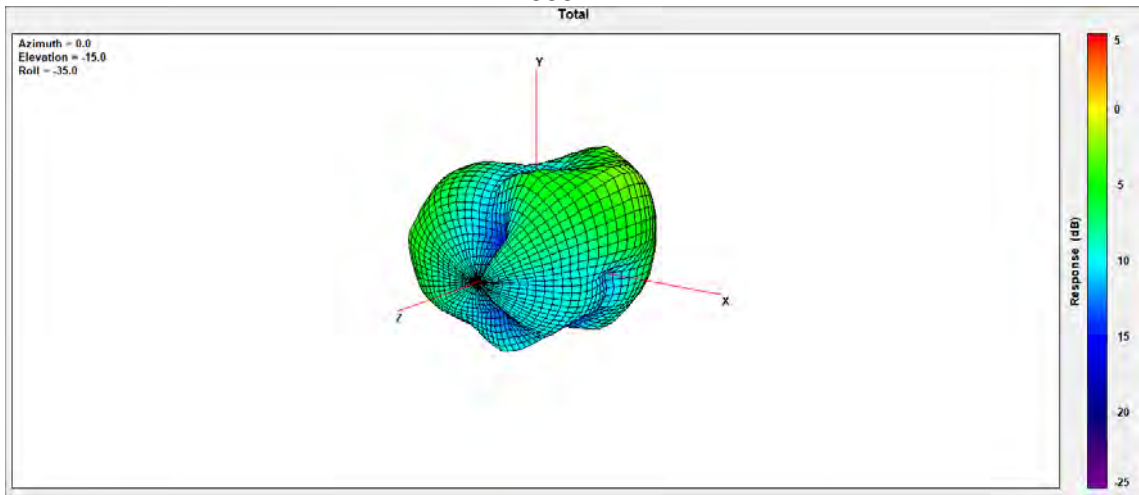 Total
Azimuth = 0.0
Elevation = -15.0
Roll = -35.0
Y
X
Z
5
0
-5
10
15
-20
-25
Response (dB)